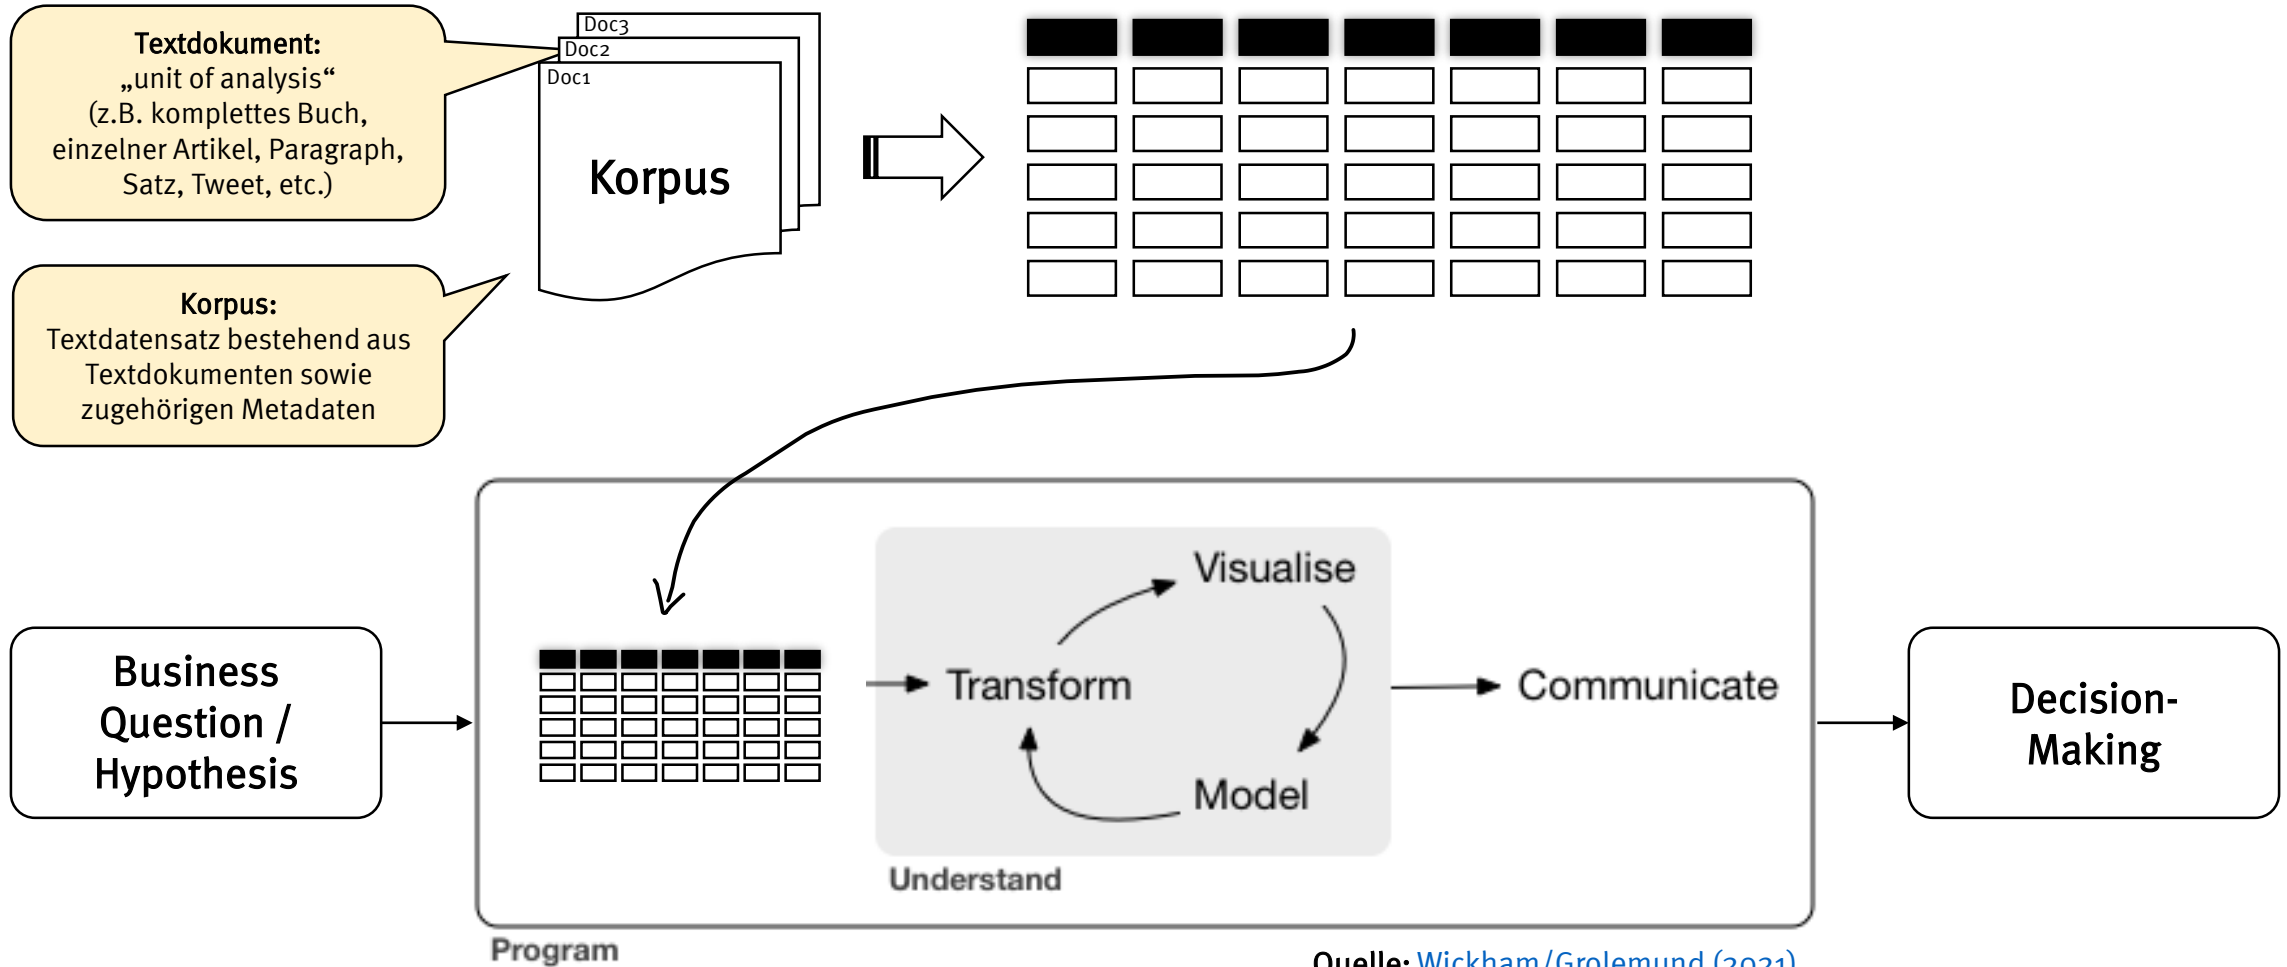 Textdokument:
„unit of analysis“
(z.B. komplettes Buch,
einzelner Artikel, Paragraph,
Satz, Tweet, etc.)
Doc3
Doc2
Doc1
Korpus
Korpus:
Textdatensatz bestehend aus
Textdokumenten sowie
zugehörigen Metadaten
Business
Question /
Hypothesis
Transform
Visualise
Model
Understand
Communicate
Program
Decision-
Making
Quelle: Wickham/Grolemund (2021)